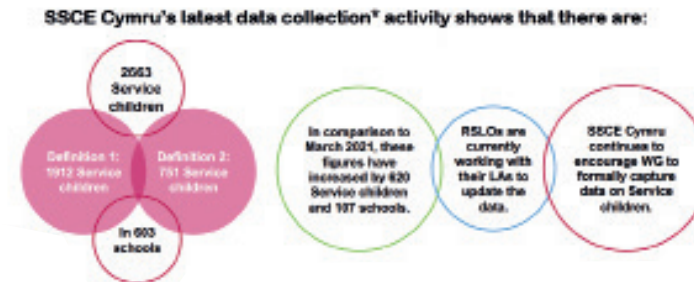 SSCE Cymru's latest data collection* activity shows that there are:
2663
Service
children
Definition 1:
1912 Service
children
Definition 2:
751 Service
children
In 603
schools
In comparison to
March 2021, these
figures have
increased by 620
Service children
and 107 schools.
RSLOs are
currently
working with
their LAs to
update the
data.
SSCE Cymru
continues to
encourage WG to
formally capture
data on Service
children.